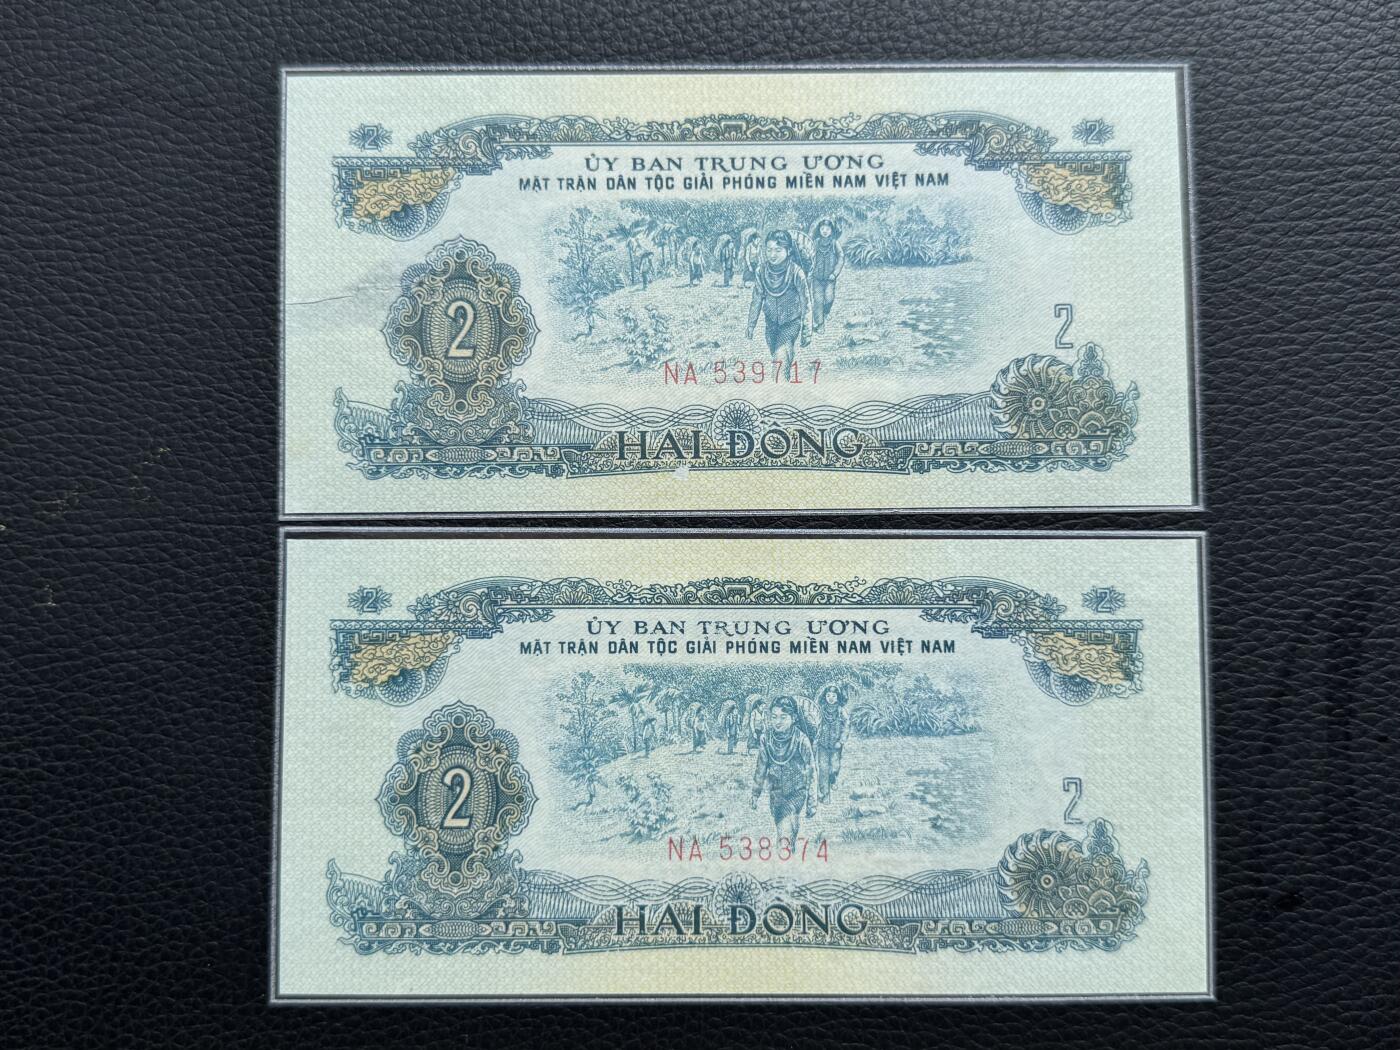 2 2
ỦY BAN TRUNG ƯƠNG
MẶT TRẬN DÂN TỘC GIẢI PHÓNG MIỀN NAM VIỆT NAM
2
2
NA 539717
HAI ĐỒNG
2 2
ỦY BAN TRUNG ƯƠNG
MẶT TRẬN DÂN TỘC GIẢI PHÓNG MIỀN NAM VIỆT NAM
2
2
NA 538374
HAI ĐỒNG